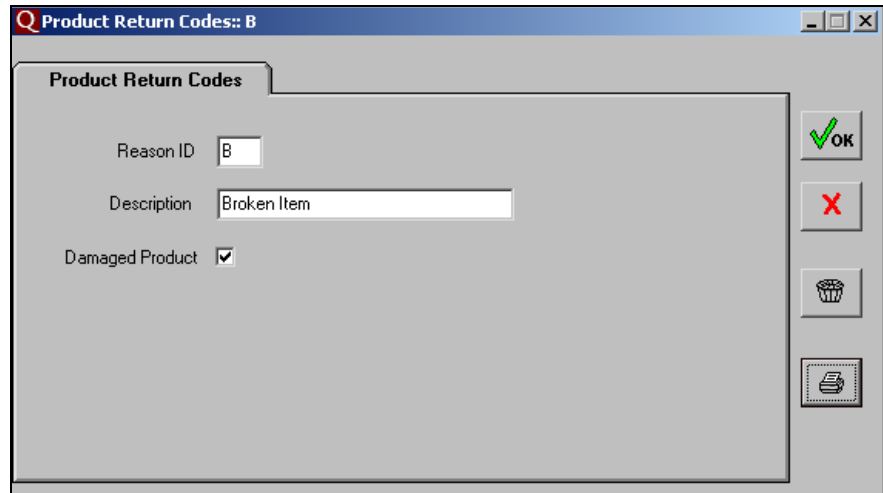 Q Product Return Codes:: B
Product Return Codes
Reason ID B
Description Broken Item
Damaged Product
OK
X